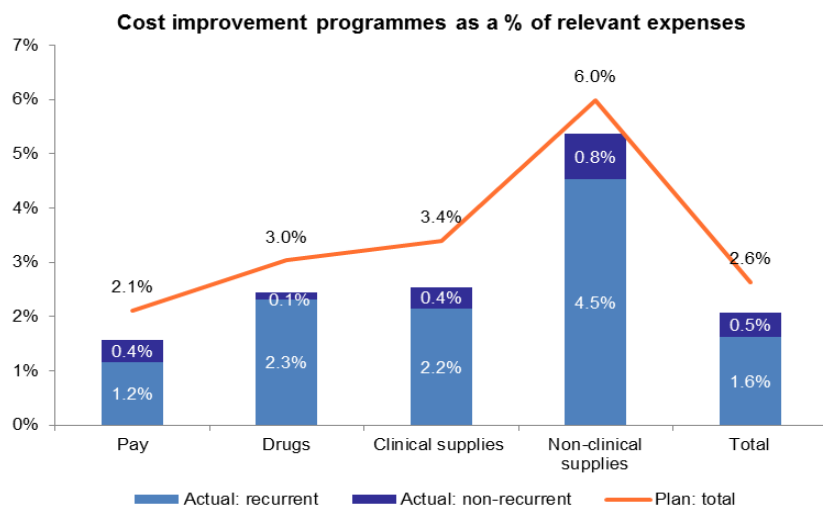 Cost improvement programmes as a % of relevant expenses
7%
6%
5%
4%
3%
2%
1%
0%
2.1%
3.0%
3.4%
6.0%
2.6%
0.4%
0.1%
0.4%
0.8%
0.5%
1.2%
2.3%
2.2%
4.5%
1.6%
Pay
Drugs
Clinical supplies
Non-clinical
supplies
Total
Actual: recurrent
Actual: non-recurrent
Plan: total